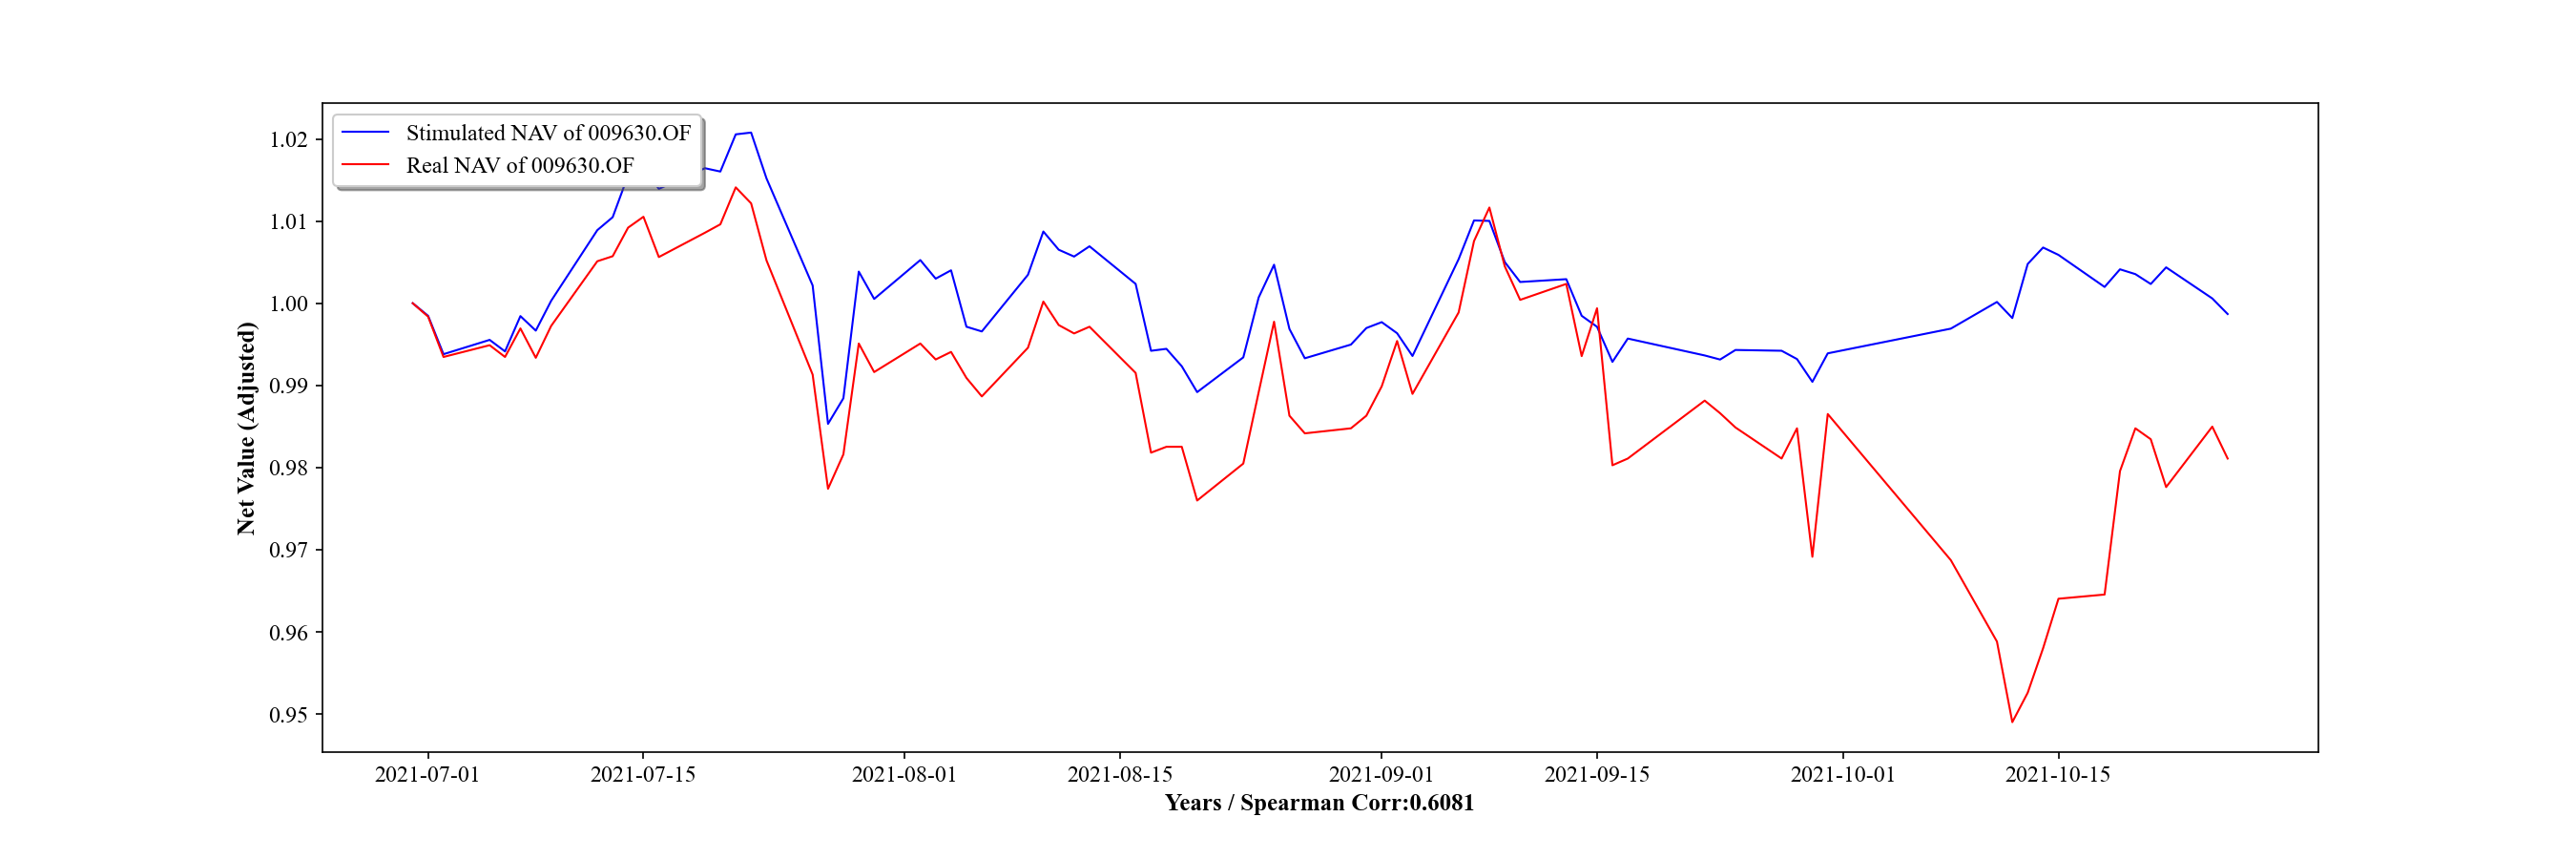 Stimulated NAV of 009630.OF
Real NAV of 009630.OF
1.02
1.01
1.00
0.99
0.98
0.97
0.96
0.95
Net Value (Adjusted)
2021-07-01 2021-07-15 2021-08-01 2021-08-15 2021-09-01 2021-09-15 2021-10-01 2021-10-15
Years / Spearman Corr:0.6081